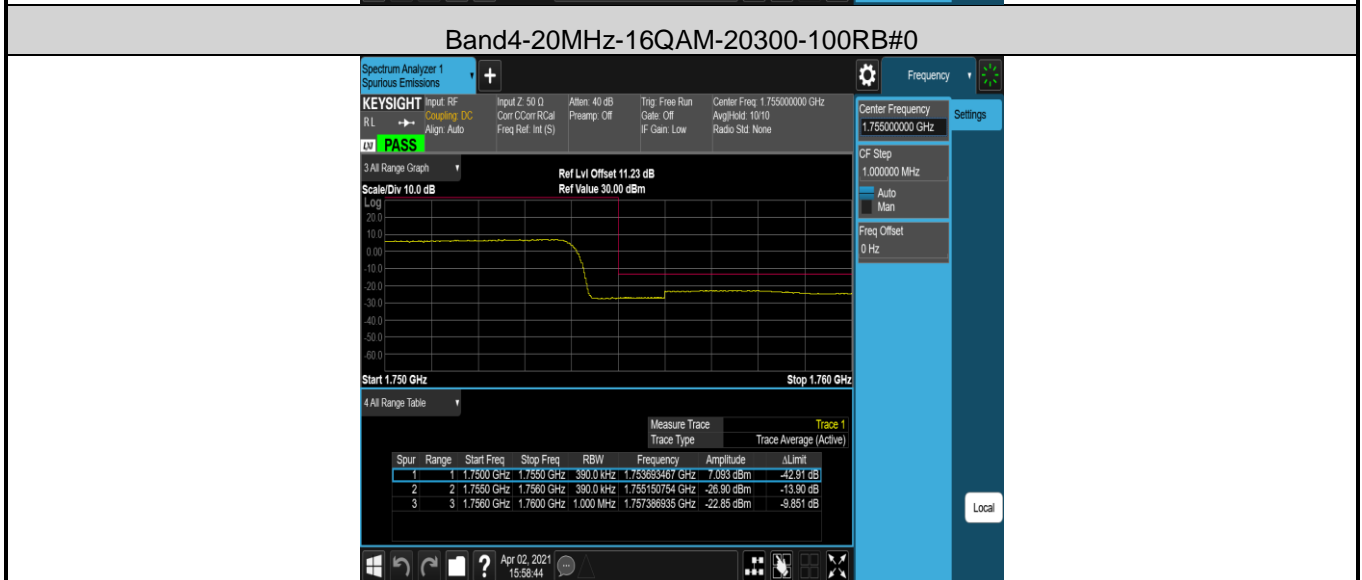 Band4-20MHz-16QAM-20300-100RB#0
Spectrum Analyzer 1
Spurious Emissions
+
Frequency
KEYSIGHT Input: RF Input Z: 50 Ω Atten: 40 dB Trig: Free Run Center Freq: 1.755000000 GHz
RL Coupling: DC Corr CCorr RCal Preamp: Off Gate: Off Avg|Hold: 10/10
Align: Auto Freq Ref: Int (S) IF Gain: Low Radio Std: None
LXI PASS
Center Frequency
1.755000000 GHz
Settings
CF Step
1.000000 MHz
Auto
Man
Freq Offset
0 Hz
3 All Range Graph
Ref Lvl Offset 11.23 dB
Scale/Div 10.0 dB Ref Value 30.00 dBm
Log
20.0
10.0
0.00
-10.0
-20.0
-30.0
-40.0
-50.0
-60.0
Start 1.750 GHz Stop 1.760 GHz
4 All Range Table
Measure Trace Trace 1
Trace Type Trace Average (Active)
Spur Range Start Freq Stop Freq RBW Frequency Amplitude ΔLimit
1 1 1.7500 GHz 1.7550 GHz 390.0 kHz 1.753693467 GHz 7.093 dBm -42.91 dB
2 2 1.7550 GHz 1.7560 GHz 390.0 kHz 1.755150754 GHz -26.90 dBm -13.90 dB
3 3 1.7560 GHz 1.7600 GHz 1.000 MHz 1.757386935 GHz -22.85 dBm -9.851 dB
Local
? Apr 02, 2021
15:58:44